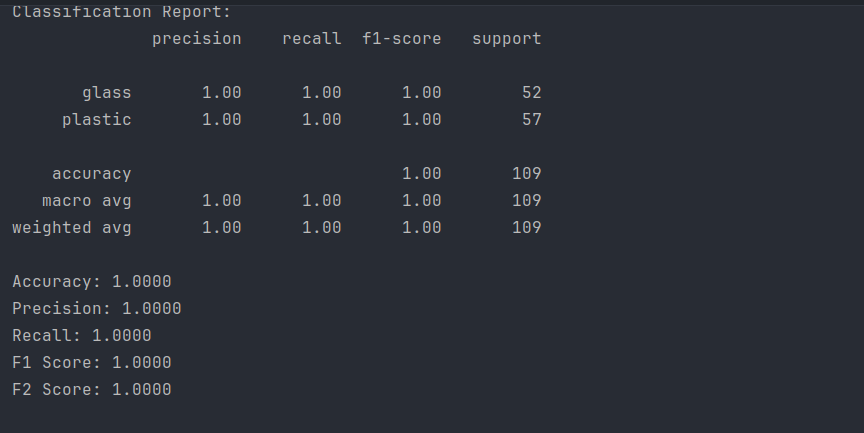 Classification Report:
precision recall f1-score support
glass 1.00 1.00 1.00 52
plastic 1.00 1.00 1.00 57
accuracy 1.00 109
macro avg 1.00 1.00 1.00 109
weighted avg 1.00 1.00 1.00 109
Accuracy: 1.0000
Precision: 1.0000
Recall: 1.0000
F1 Score: 1.0000
F2 Score: 1.0000